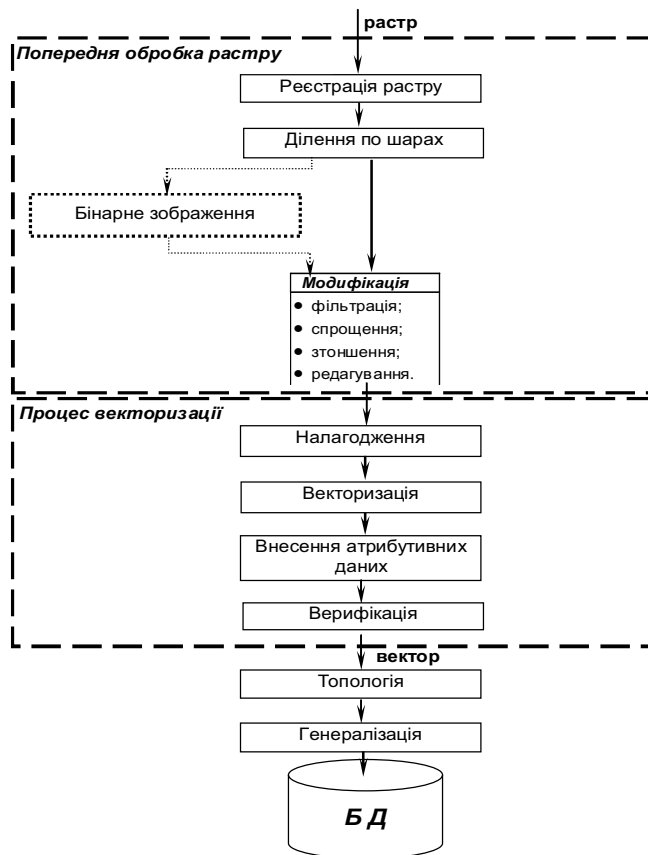 растр
Попередня обробка растру
Реєстрація растру
Ділення по шарах
Бінарне зображення
Модифікація
● фільтрація;
● спрощення;
● зтоншення;
● редагування.
Процес векторизації
Налагодження
Векторизація
Внесення атрибутивних
даних
Верифікація
вектор
Топологія
Генералізація
Б Д